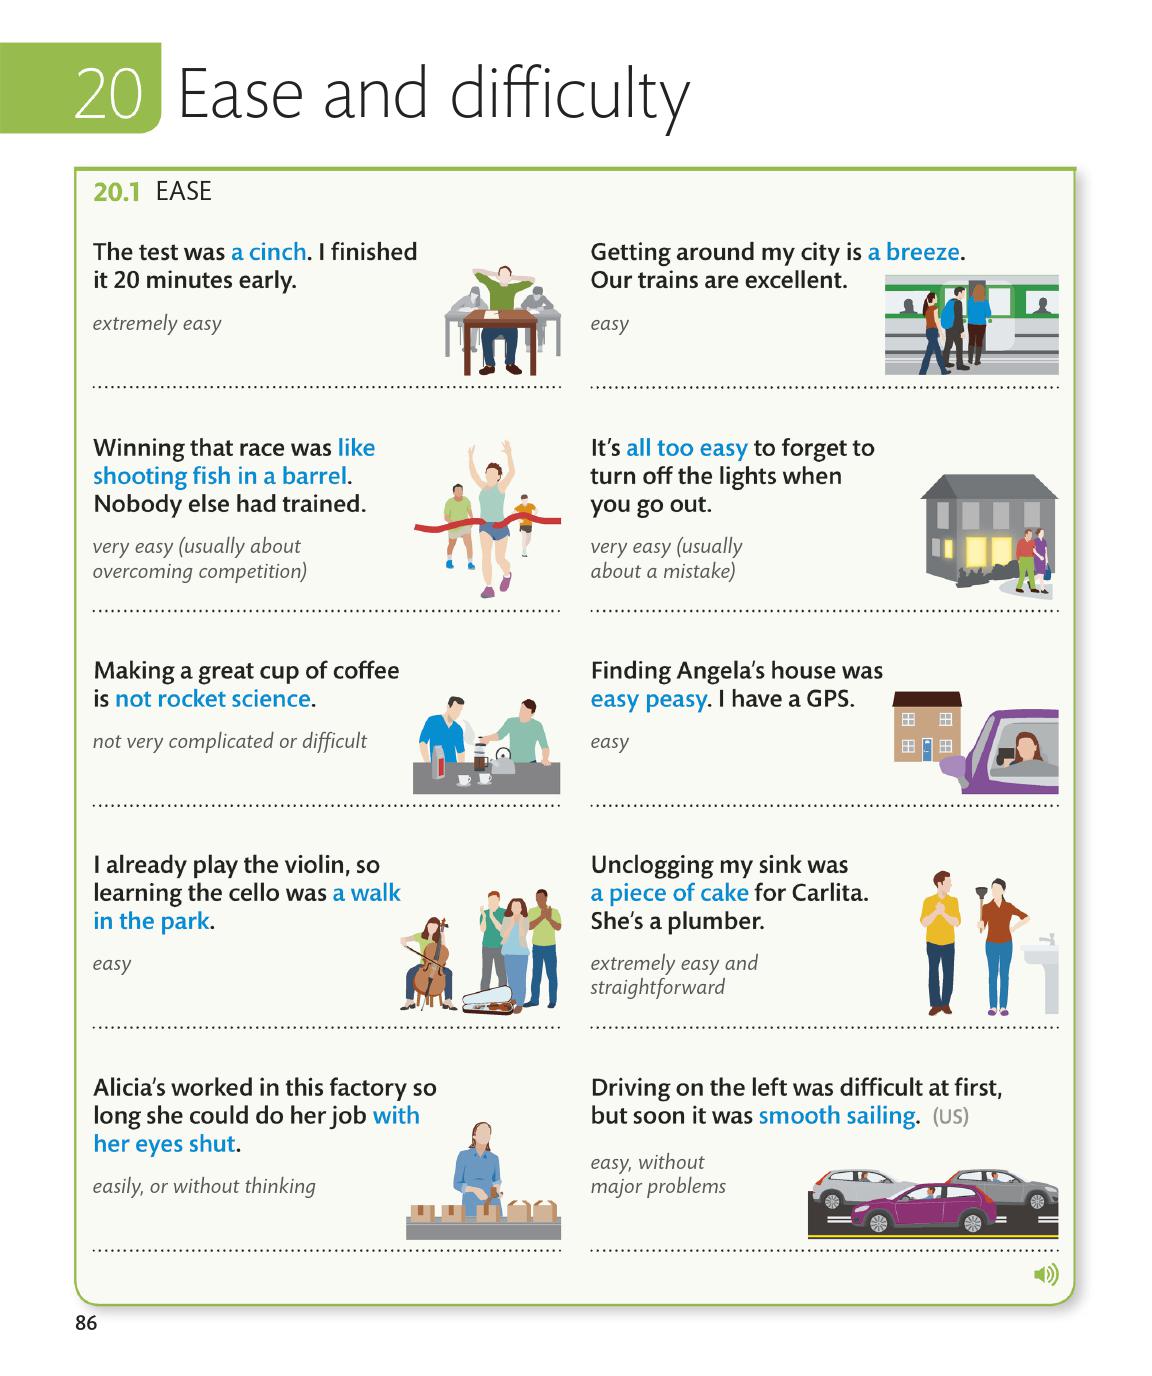 20 Ease and difficulty
20.1 EASE
The test was a cinch. I finished
it 20 minutes early.
extremely easy
Getting around my city is a breeze.
Our trains are excellent.
easy
Winning that race was like
shooting fish in a barrel.
Nobody else had trained.
very easy (usually about
overcoming competition)
It's all too easy to forget to
turn off the lights when
you go out.
very easy (usually
about a mistake)
Making a great cup of coffee
is not rocket science.
not very complicated or difficult
Finding Angela's house was
easy peasy. I have a GPS.
easy
I already play the violin, so
learning the cello was a walk
in the park.
easy
Unclogging my sink was
a piece of cake for Carlita.
She's a plumber.
extremely easy and
straightforward
Alicia's worked in this factory so
long she could do her job with
her eyes shut.
easily, or without thinking
Driving on the left was difficult at first,
but soon it was smooth sailing. (US)
easy, without
major problems
86